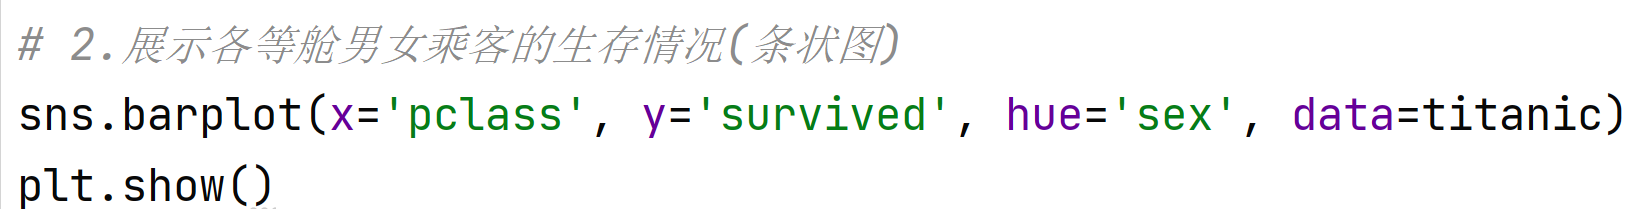 # 2.展示各等舱男女乘客的生存情况(条状图)
sns.barplot(x='pclass', y='survived', hue='sex', data=titanic)
plt.show()